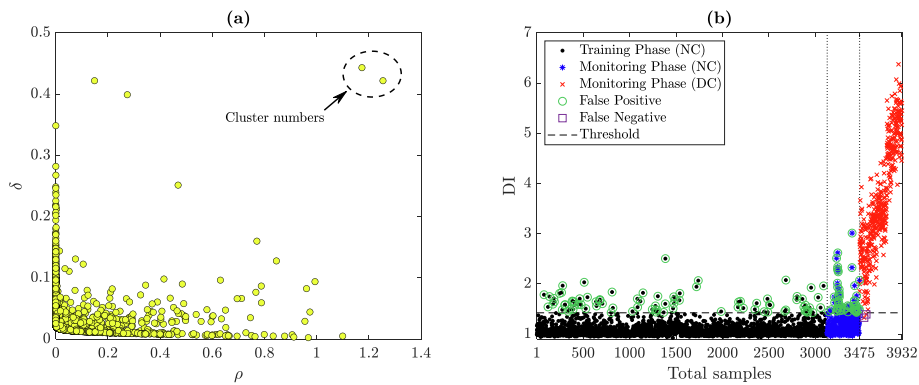 (a)
0.5
0.4
0.3
0.2
0.1
0
δ
Cluster numbers
0
0.2
0.4
0.6
0.8
1
1.2
1.4
ρ
(b)
7
6
5
4
3
2
1
DI
Training Phase (NC)
Monitoring Phase (NC)
Monitoring Phase (DC)
False Positive
False Negative
Threshold
1
500
1000
1500
2000
2500
3000
3475
3932
Total samples